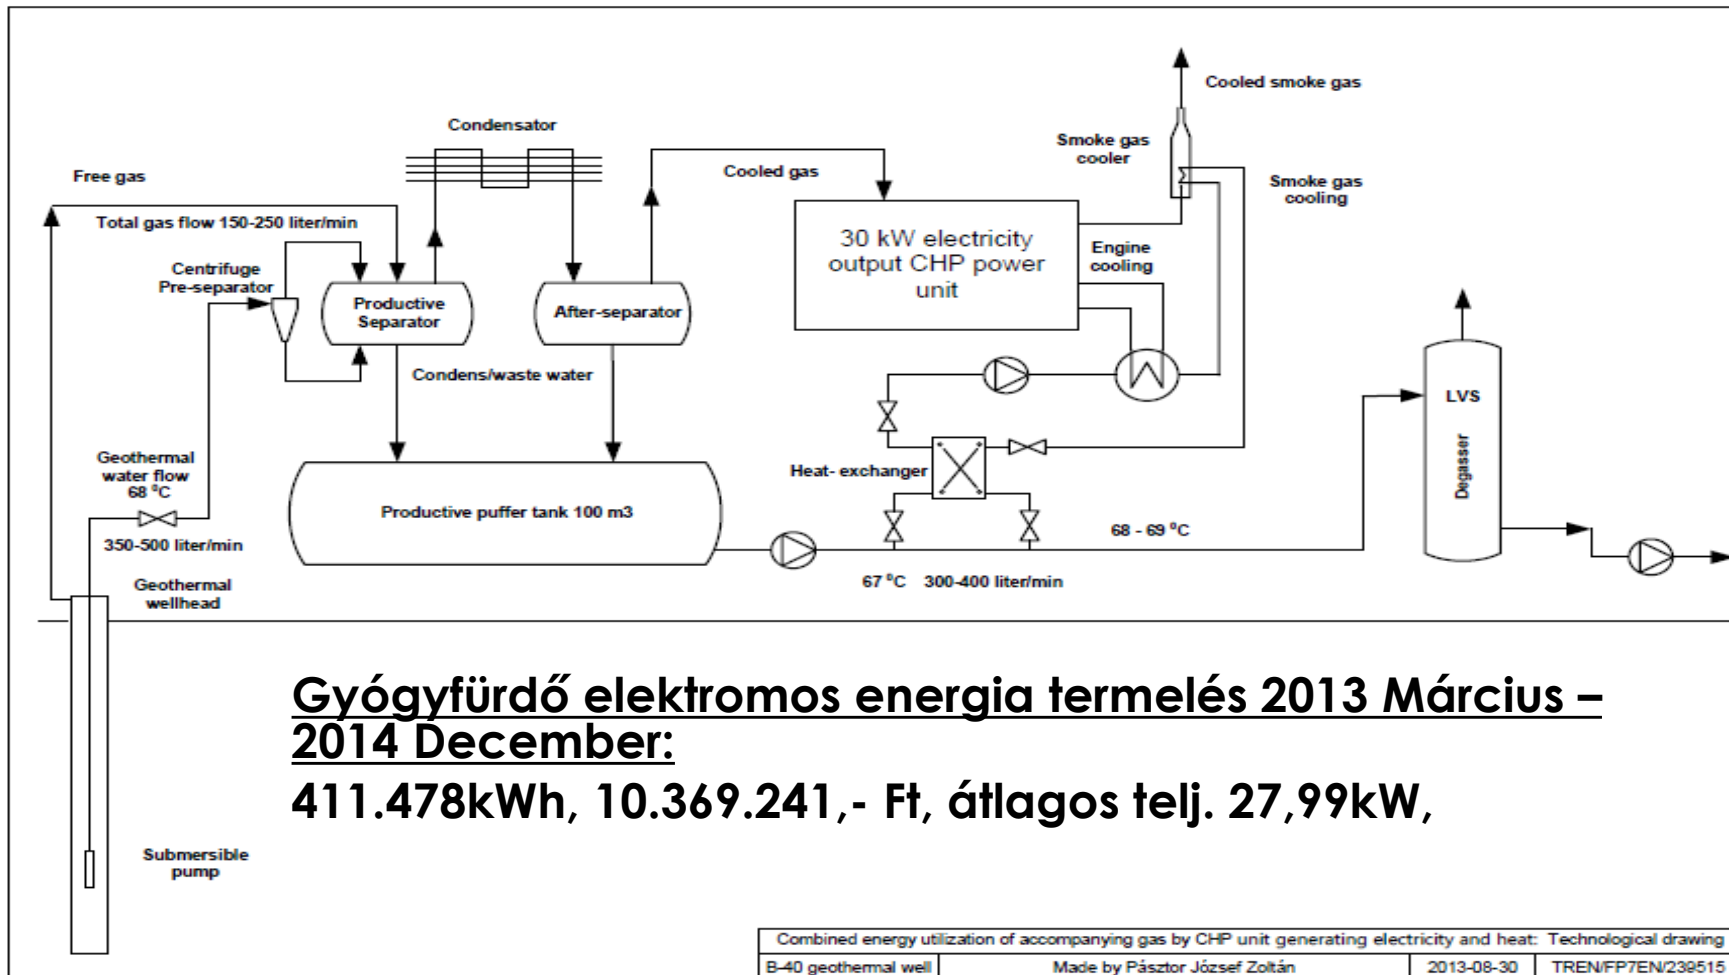 Cooled smoke gas
Condensator
Smoke gas
cooler
Free gas
Cooled gas
Smoke gas
cooling
Total gas flow 150-250 liter/min
30 kW electricity
output CHP power
unit
Engine
cooling
Centrifuge
Pre-separator
Productive
Separator
After-separator
Condens/waste water
LVS
Degasser
Geothermal
water flow
68 ⁰C
Heat- exchanger
Productive puffer tank 100 m3
350-500 liter/min
68 - 69 ⁰C
67 ⁰C 300-400 liter/min
Geothermal
wellhead
Gyógyfürdő elektromos energia termelés 2013 Március –
2014 December:
411.478kWh, 10.369.241,- Ft, átlagos telj. 27,99kW,
Submersible
pump
Combined energy utilization of accompanying gas by CHP unit generating electricity and heat: Technological drawing
B-40 geothermal well Made by Pásztor József Zoltán 2013-08-30 TREN/FP7EN/239515